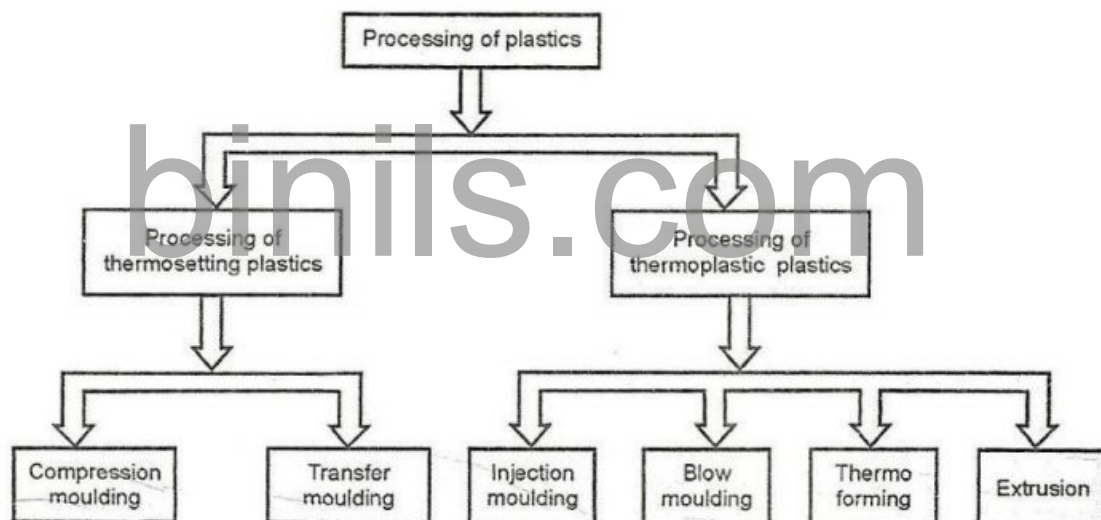 Processing of plastics
binils.com
Processing of
thermosetting plastics
Processing of
thermoplastic plastics
Compression
moulding
Transfer
moulding
Injection
moulding
Blow
moulding
Thermo
forming
Extrusion